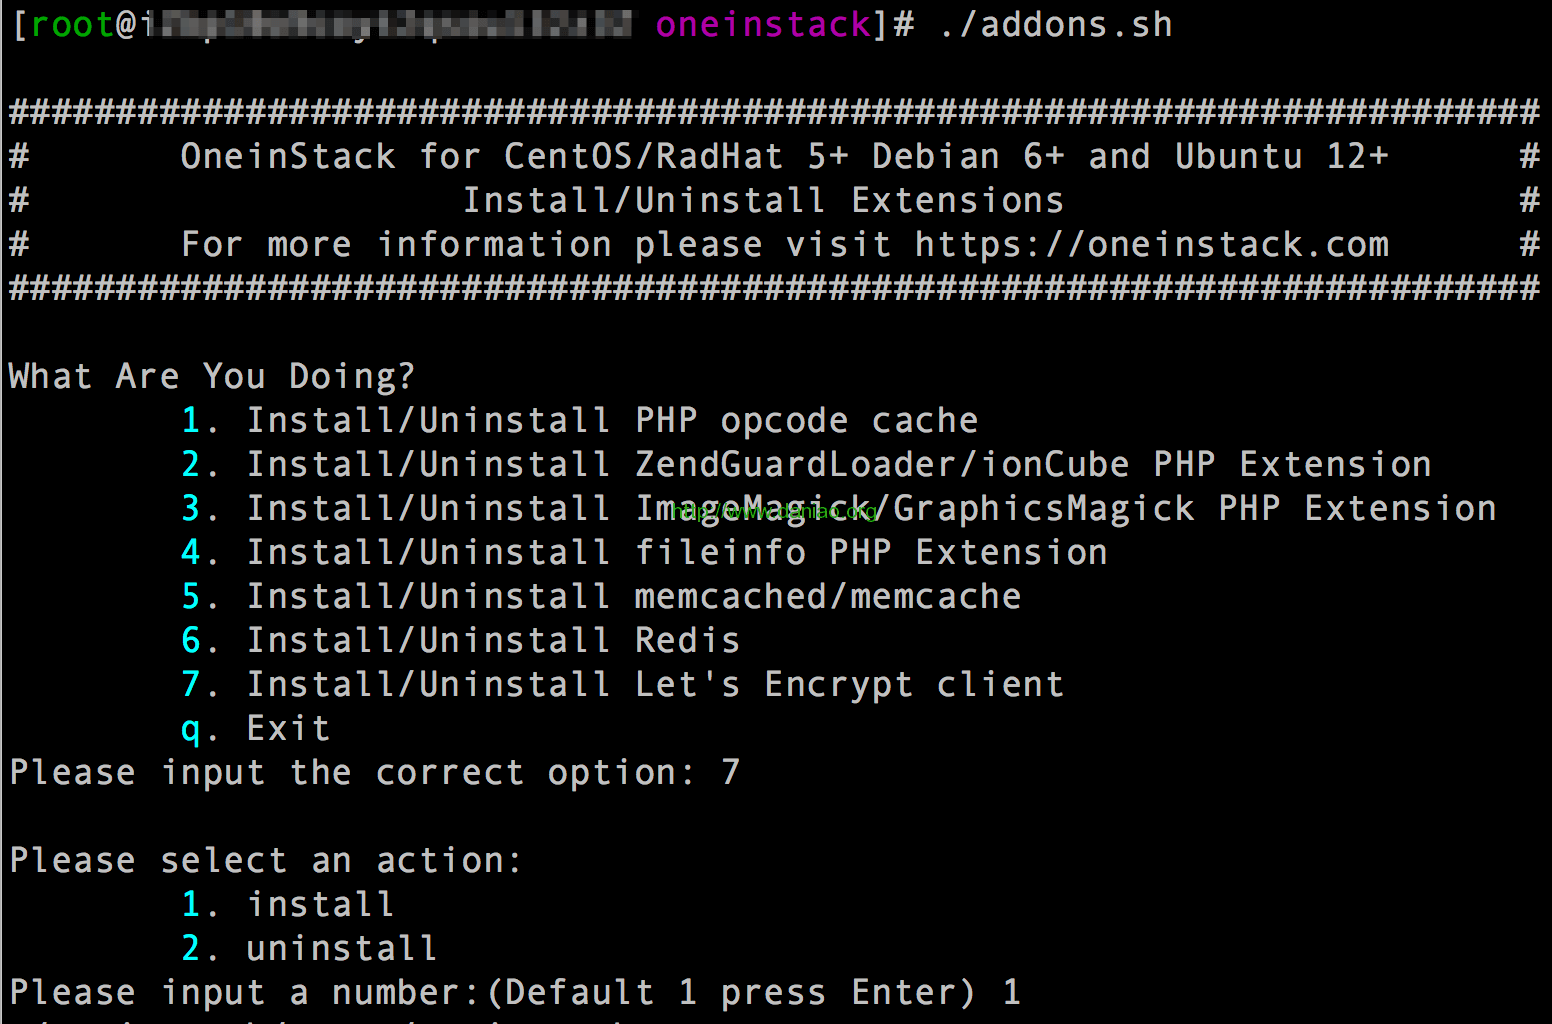 [root@i oneinstack]# ./addons.sh
#######################################################################
# OneinStack for CentOS/RadHat 5+ Debian 6+ and Ubuntu 12+ #
# Install/Uninstall Extensions #
# For more information please visit https://oneinstack.com #
#######################################################################
What Are You Doing?
1. Install/Uninstall PHP opcode cache
2. Install/Uninstall ZendGuardLoader/ionCube PHP Extension
3. Install/Uninstall ImageMagick/GraphicsMagick PHP Extension
http://www.daniao.org
4. Install/Uninstall fileinfo PHP Extension
5. Install/Uninstall memcached/memcache
6. Install/Uninstall Redis
7. Install/Uninstall Let's Encrypt client
q. Exit
Please input the correct option: 7
Please select an action:
1. install
2. uninstall
Please input a number:(Default 1 press Enter) 1